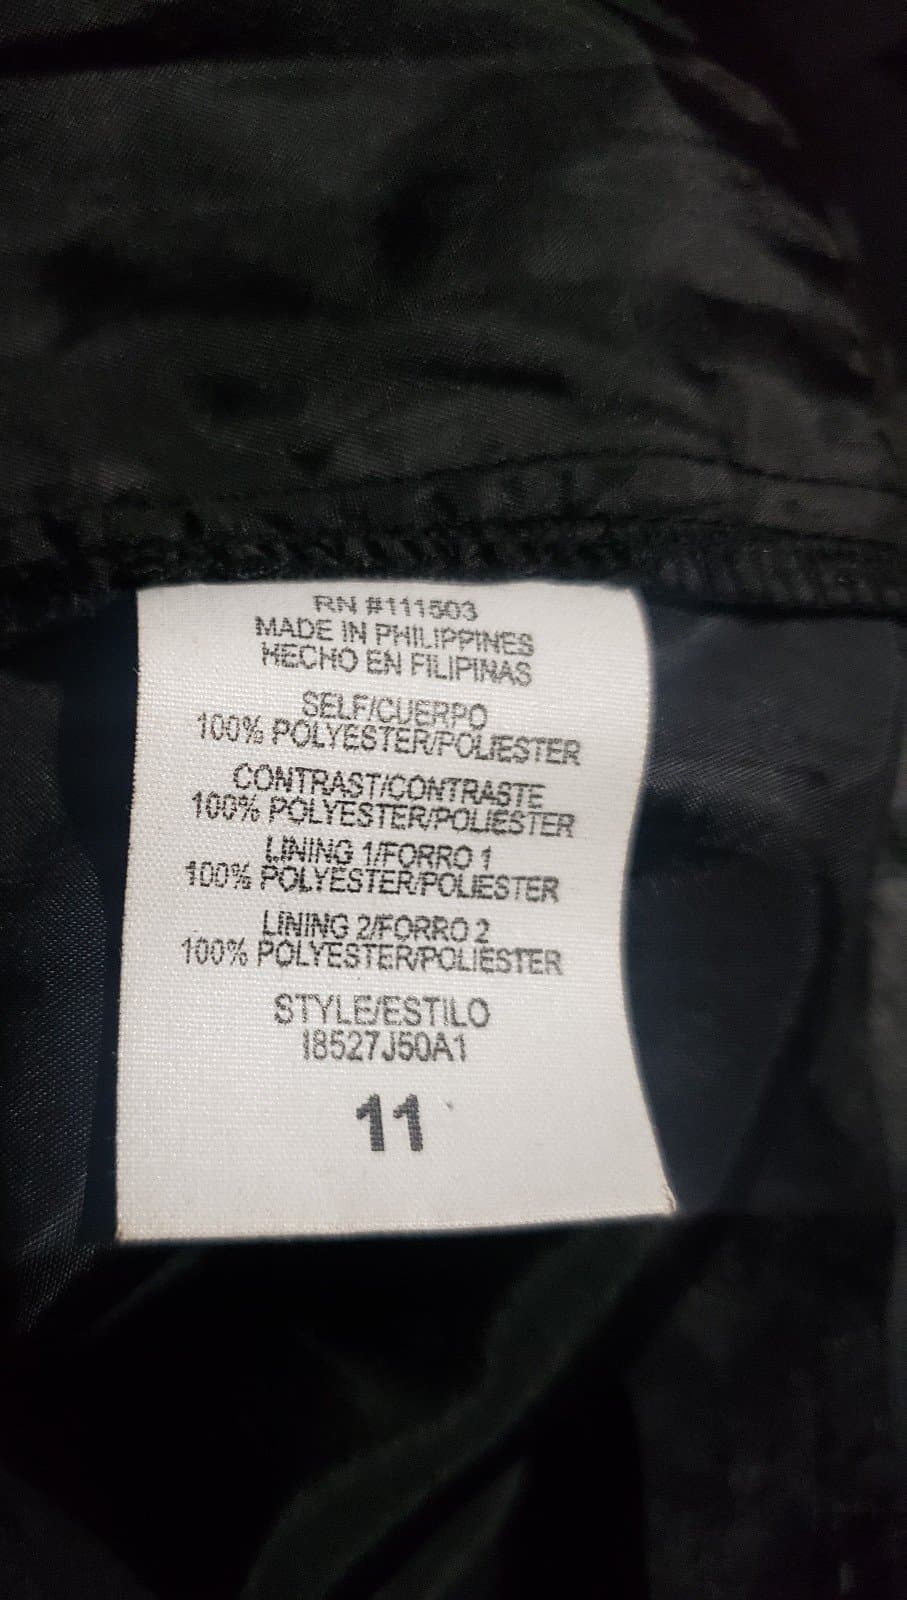 RN #111503
MADE IN PHILIPPINES
HECHO EN FILIPINAS
SELF/CUERPO
100% POLYESTER/POLIESTER
CONTRAST/CONTRASTE
100% POLYESTER/POLIESTER
LINING 1/FORRO 1
100% POLYESTER/POLIESTER
LINING 2/FORRO 2
100% POLYESTER/POLIESTER
STYLE/ESTILO
I8527J50A1
11